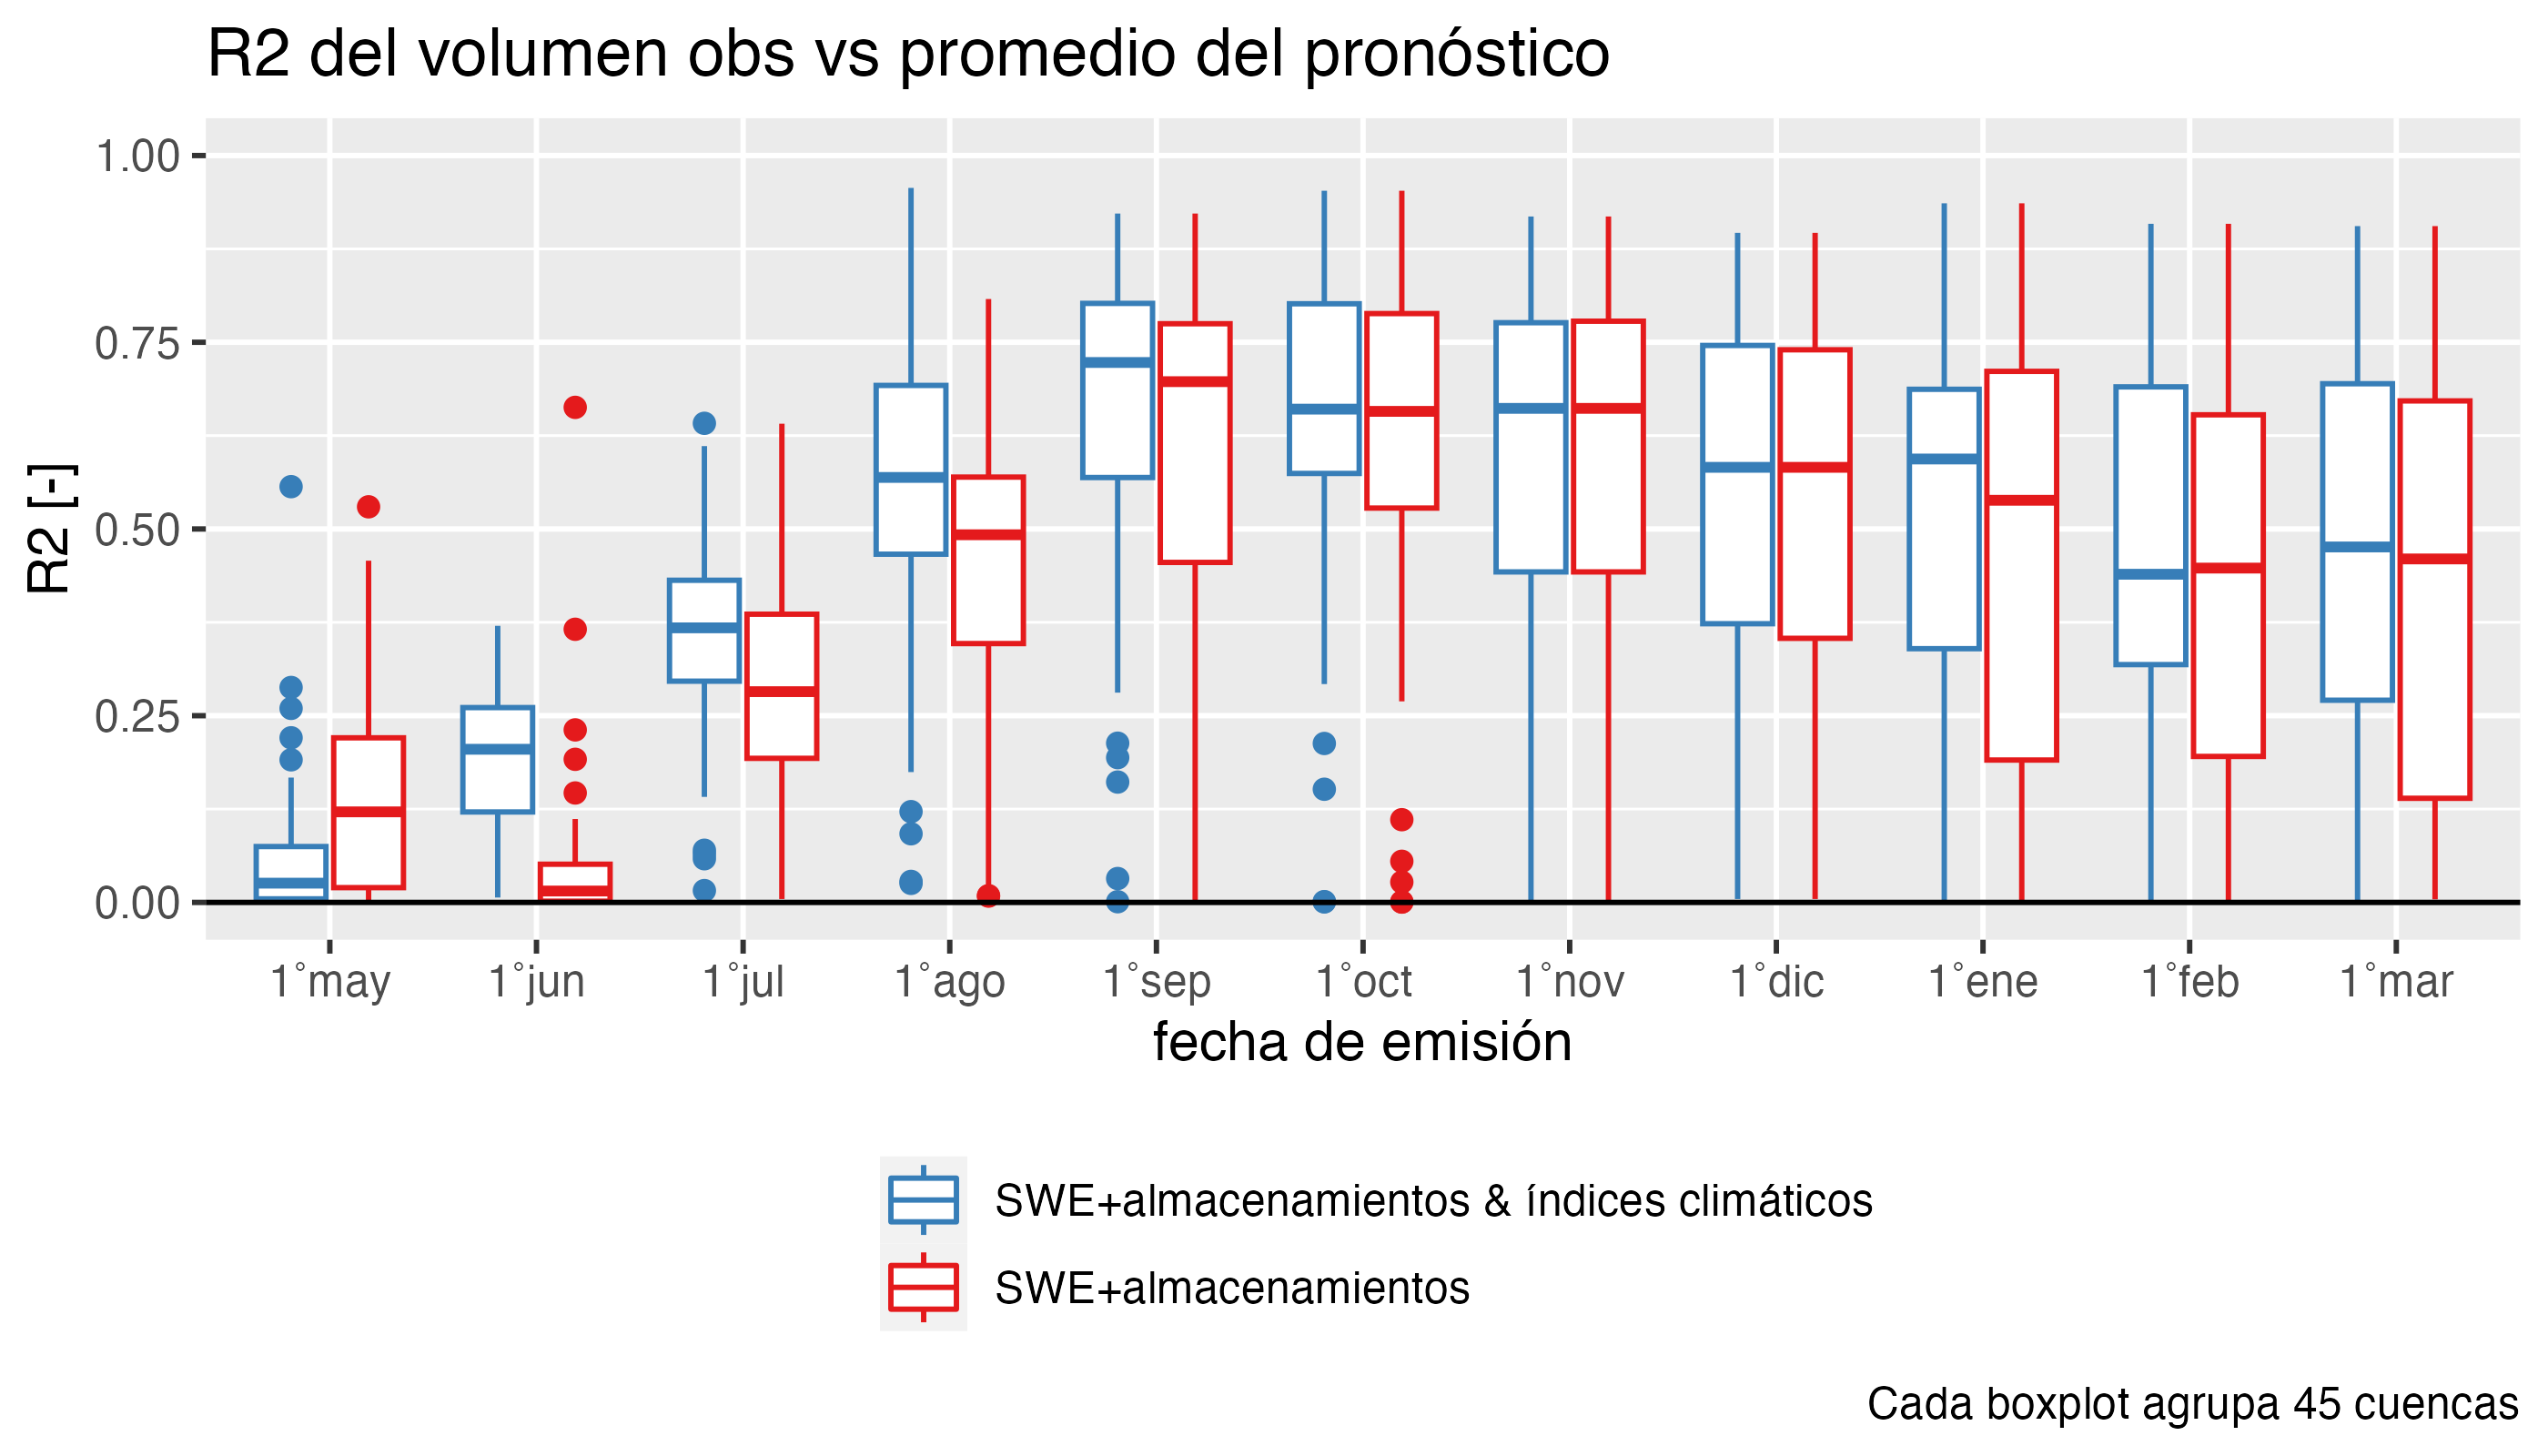 R2 del volumen obs vs promedio del pronóstico
R2 [-]
1.00
0.75
0.50
0.25
0.00
1°may 1°jun 1°jul 1°ago 1°sep 1°oct 1°nov 1°dic 1°ene 1°feb 1°mar
fecha de emisión
SWE+almacenamientos & índices climáticos
SWE+almacenamientos
Cada boxplot agrupa 45 cuencas